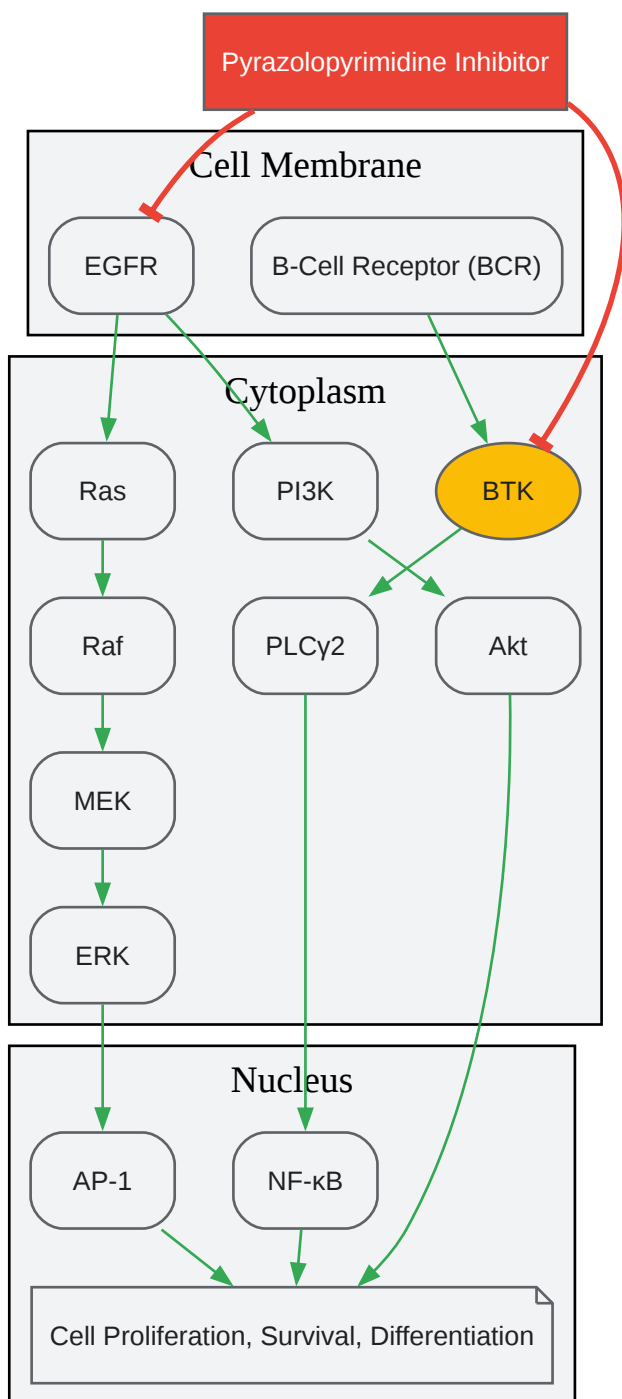 Pyrazolopyrimidine Inhibitor
Cell Membrane
EGFR
B-Cell Receptor (BCR)
Cytoplasm
Ras
PI3K
BTK
Raf
PLCγ2
Akt
MEK
ERK
Nucleus
AP-1
NF-κB
Cell Proliferation, Survival, Differentiation